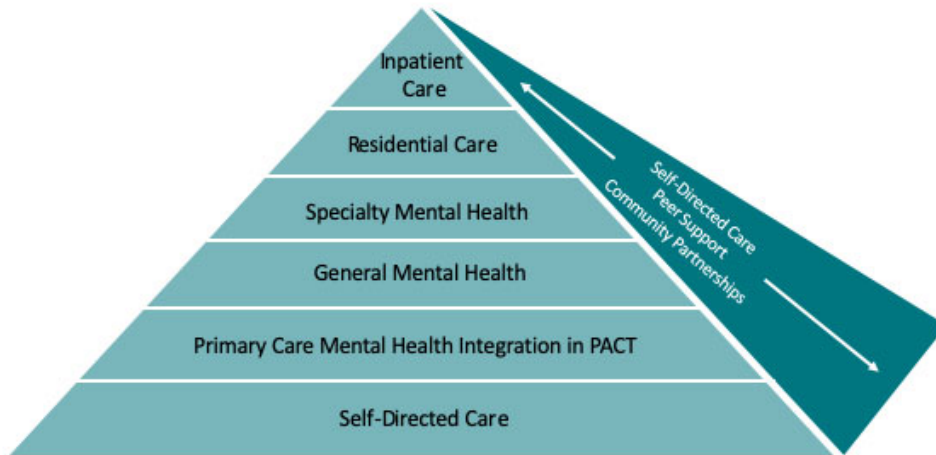 Inpatient
Care
Residential Care
Specialty Mental Health
General Mental Health
Primary Care Mental Health Integration in PACT
Self-Directed Care
Self-Directed Care
Peer Support
Community Partnerships